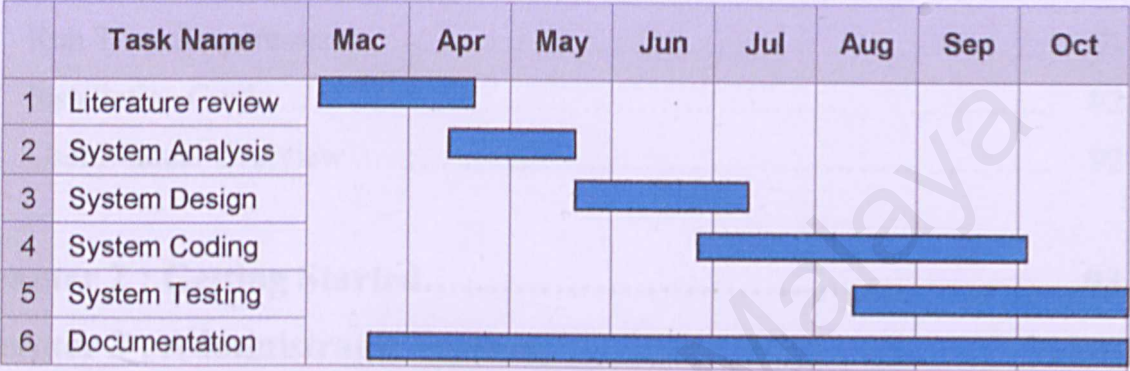 Task Name Mac Apr May Jun Jul Aug Sep Oct
1 Literature review
2 System Analysis
3 System Design
4 System Coding
5 System Testing
6 Documentation
Malaya